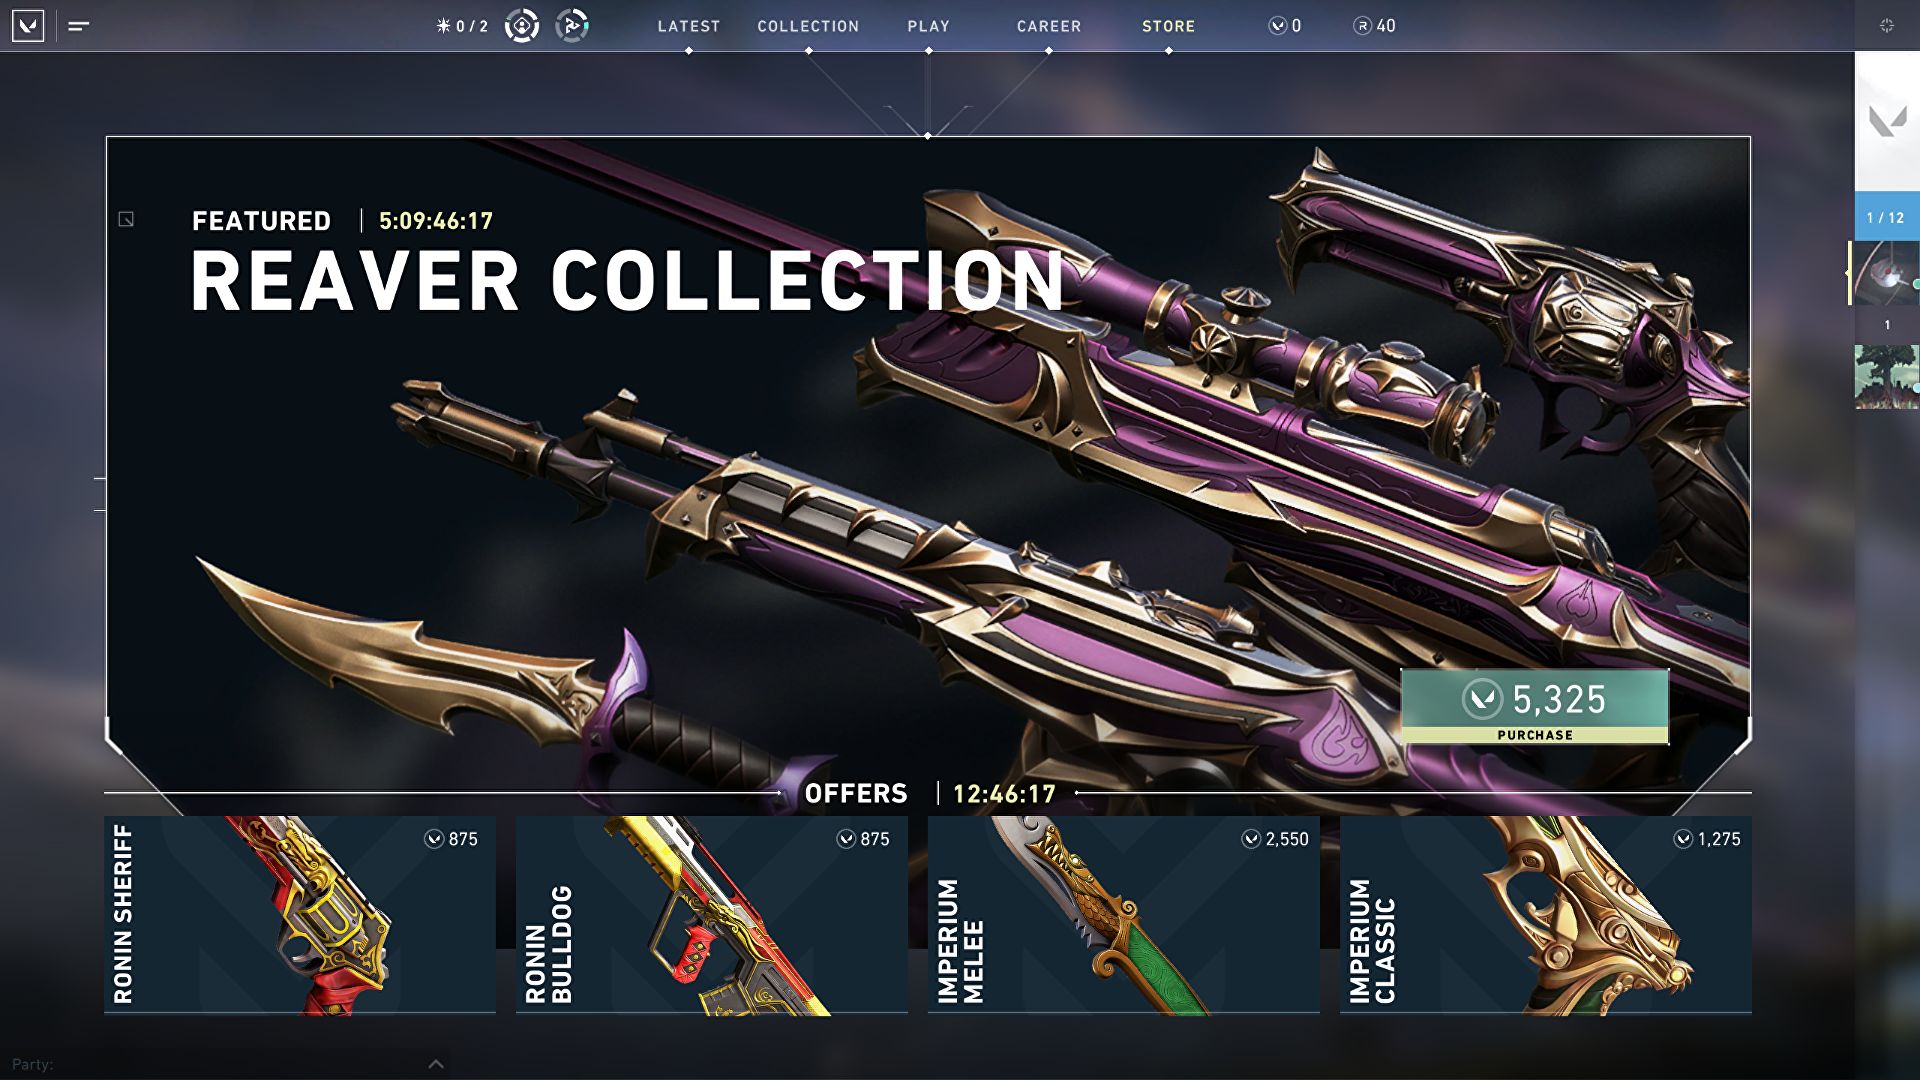 0 / 2
LATEST
COLLECTION
PLAY
CAREER
STORE
0
R 40
1 / 12
FEATURED | 5:09:46:17
REAVER COLLECTION
1
5,325
PURCHASE
OFFERS | 12:46:17
RONIN SHERIFF
875
RONIN
BULLDOG
875
IMPERIUM
MELEE
2,550
IMPERIUM
CLASSIC
1,275
Party: